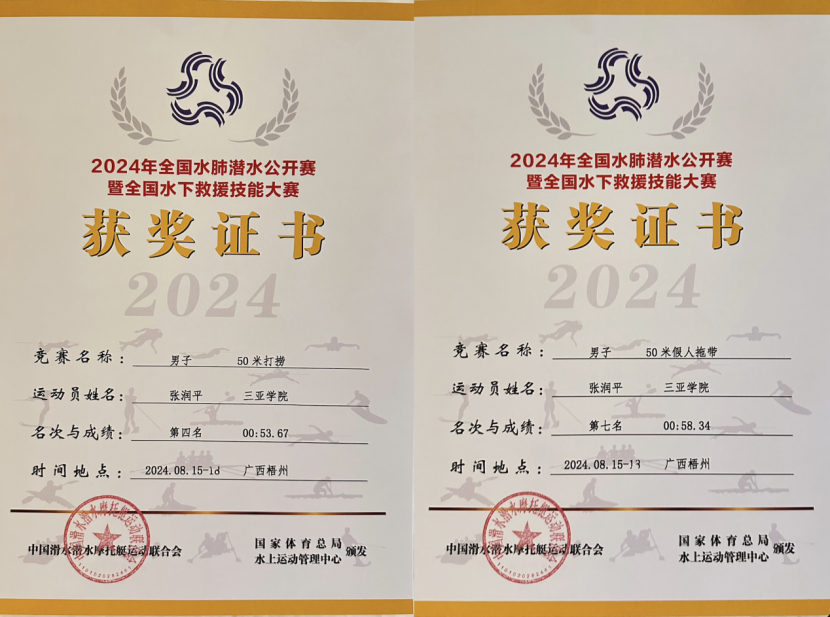 2024年全国水肺潜水公开赛
暨全国水下救援技能大赛
获奖证书
2024
竞赛名称： 男子 50米打捞
运动员姓名： 张润平 三亚学院
名次与成绩： 第四名 00:53.67
时间地点： 2024.08.15-18 广西梧州
中国滑水潜水摩托艇运动联合会
国家体育总局
水上运动管理中心
颁发
2024年全国水肺潜水公开赛
暨全国水下救援技能大赛
获奖证书
2024
竞赛名称： 男子 50米假人拖带
运动员姓名： 张润平 三亚学院
名次与成绩： 第七名 00:58.34
时间地点： 2024.08.15-18 广西梧州
中国滑水潜水摩托艇运动联合会
国家体育总局
水上运动管理中心
颁发